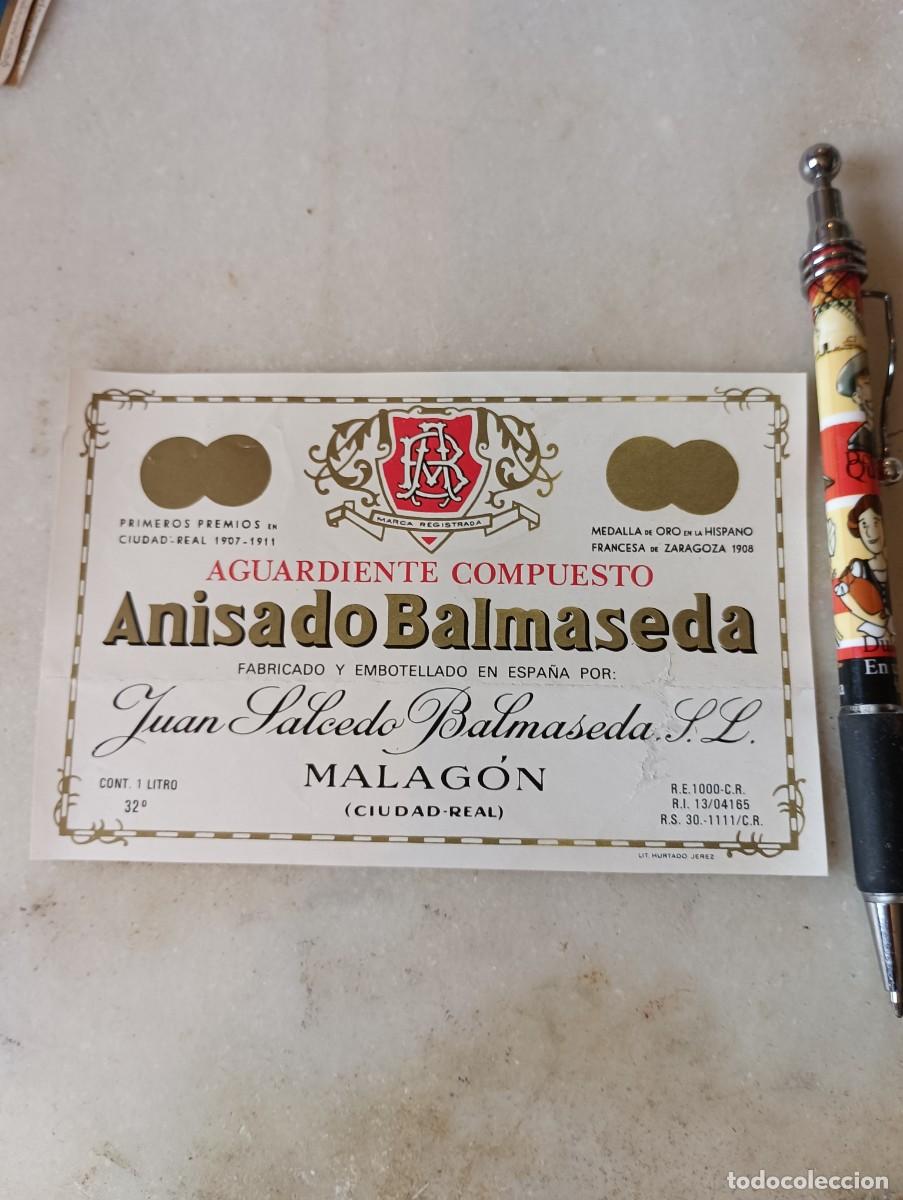 PRIMEROS PREMIOS EN
CIUDAD-REAL 1907-1911
MARCA REGISTRADA
MEDALLA DE ORO EN LA HISPANO
FRANCESA DE ZARAGOZA 1908
AGUARDIENTE COMPUESTO
Anisado Balmaseda
FABRICADO Y EMBOTELLADO EN ESPAÑA POR:
Juan Salcedo Balmaseda, S.L.
MALAGÓN
(CIUDAD-REAL)
CONT. 1 LITRO
32º
R.E.1000-C.R.
R.I. 13/04165
R.S. 30.-1111/C.R.
LIT. HURTADO. JEREZ
todocoleccion